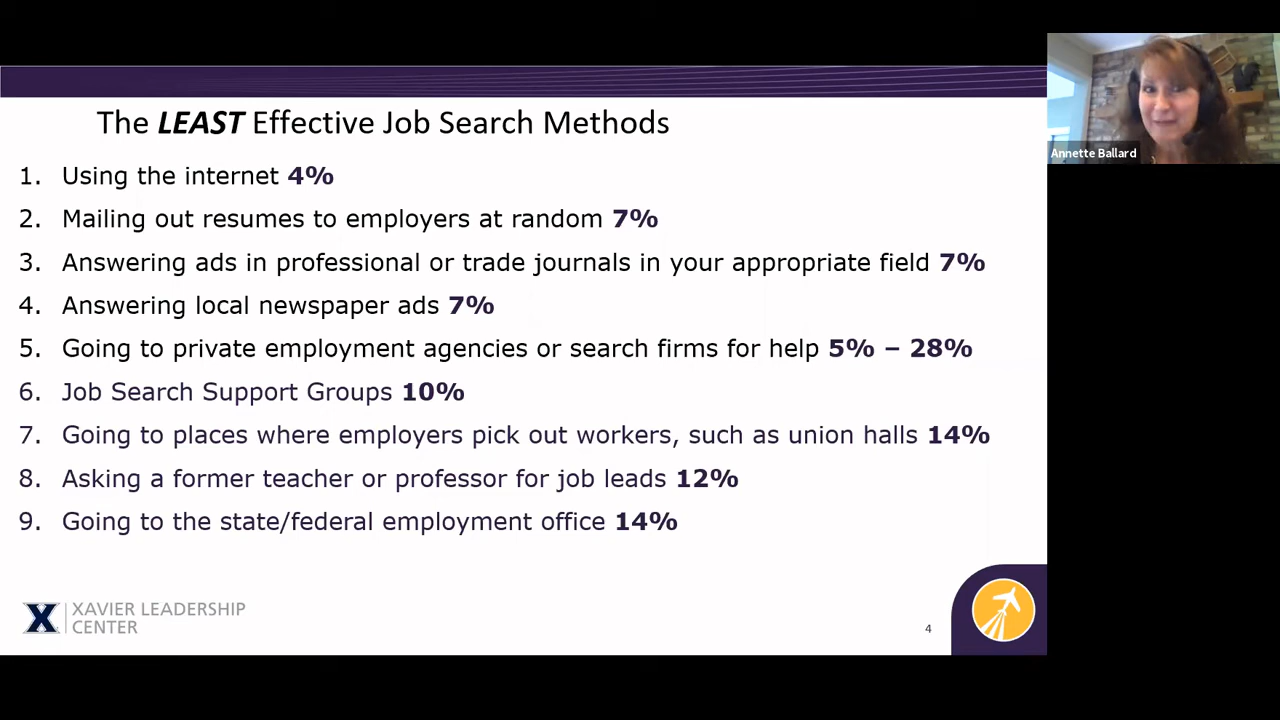 The LEAST Effective Job Search Methods
1. Using the internet 4%
2. Mailing out resumes to employers at random 7%
3. Answering ads in professional or trade journals in your appropriate field 7%
4. Answering local newspaper ads 7%
5. Going to private employment agencies or search firms for help 5% – 28%
6. Job Search Support Groups 10%
7. Going to places where employers pick out workers, such as union halls 14%
8. Asking a former teacher or professor for job leads 12%
9. Going to the state/federal employment office 14%
X XAVIER LEADERSHIP
CENTER
4
Annette Ballard